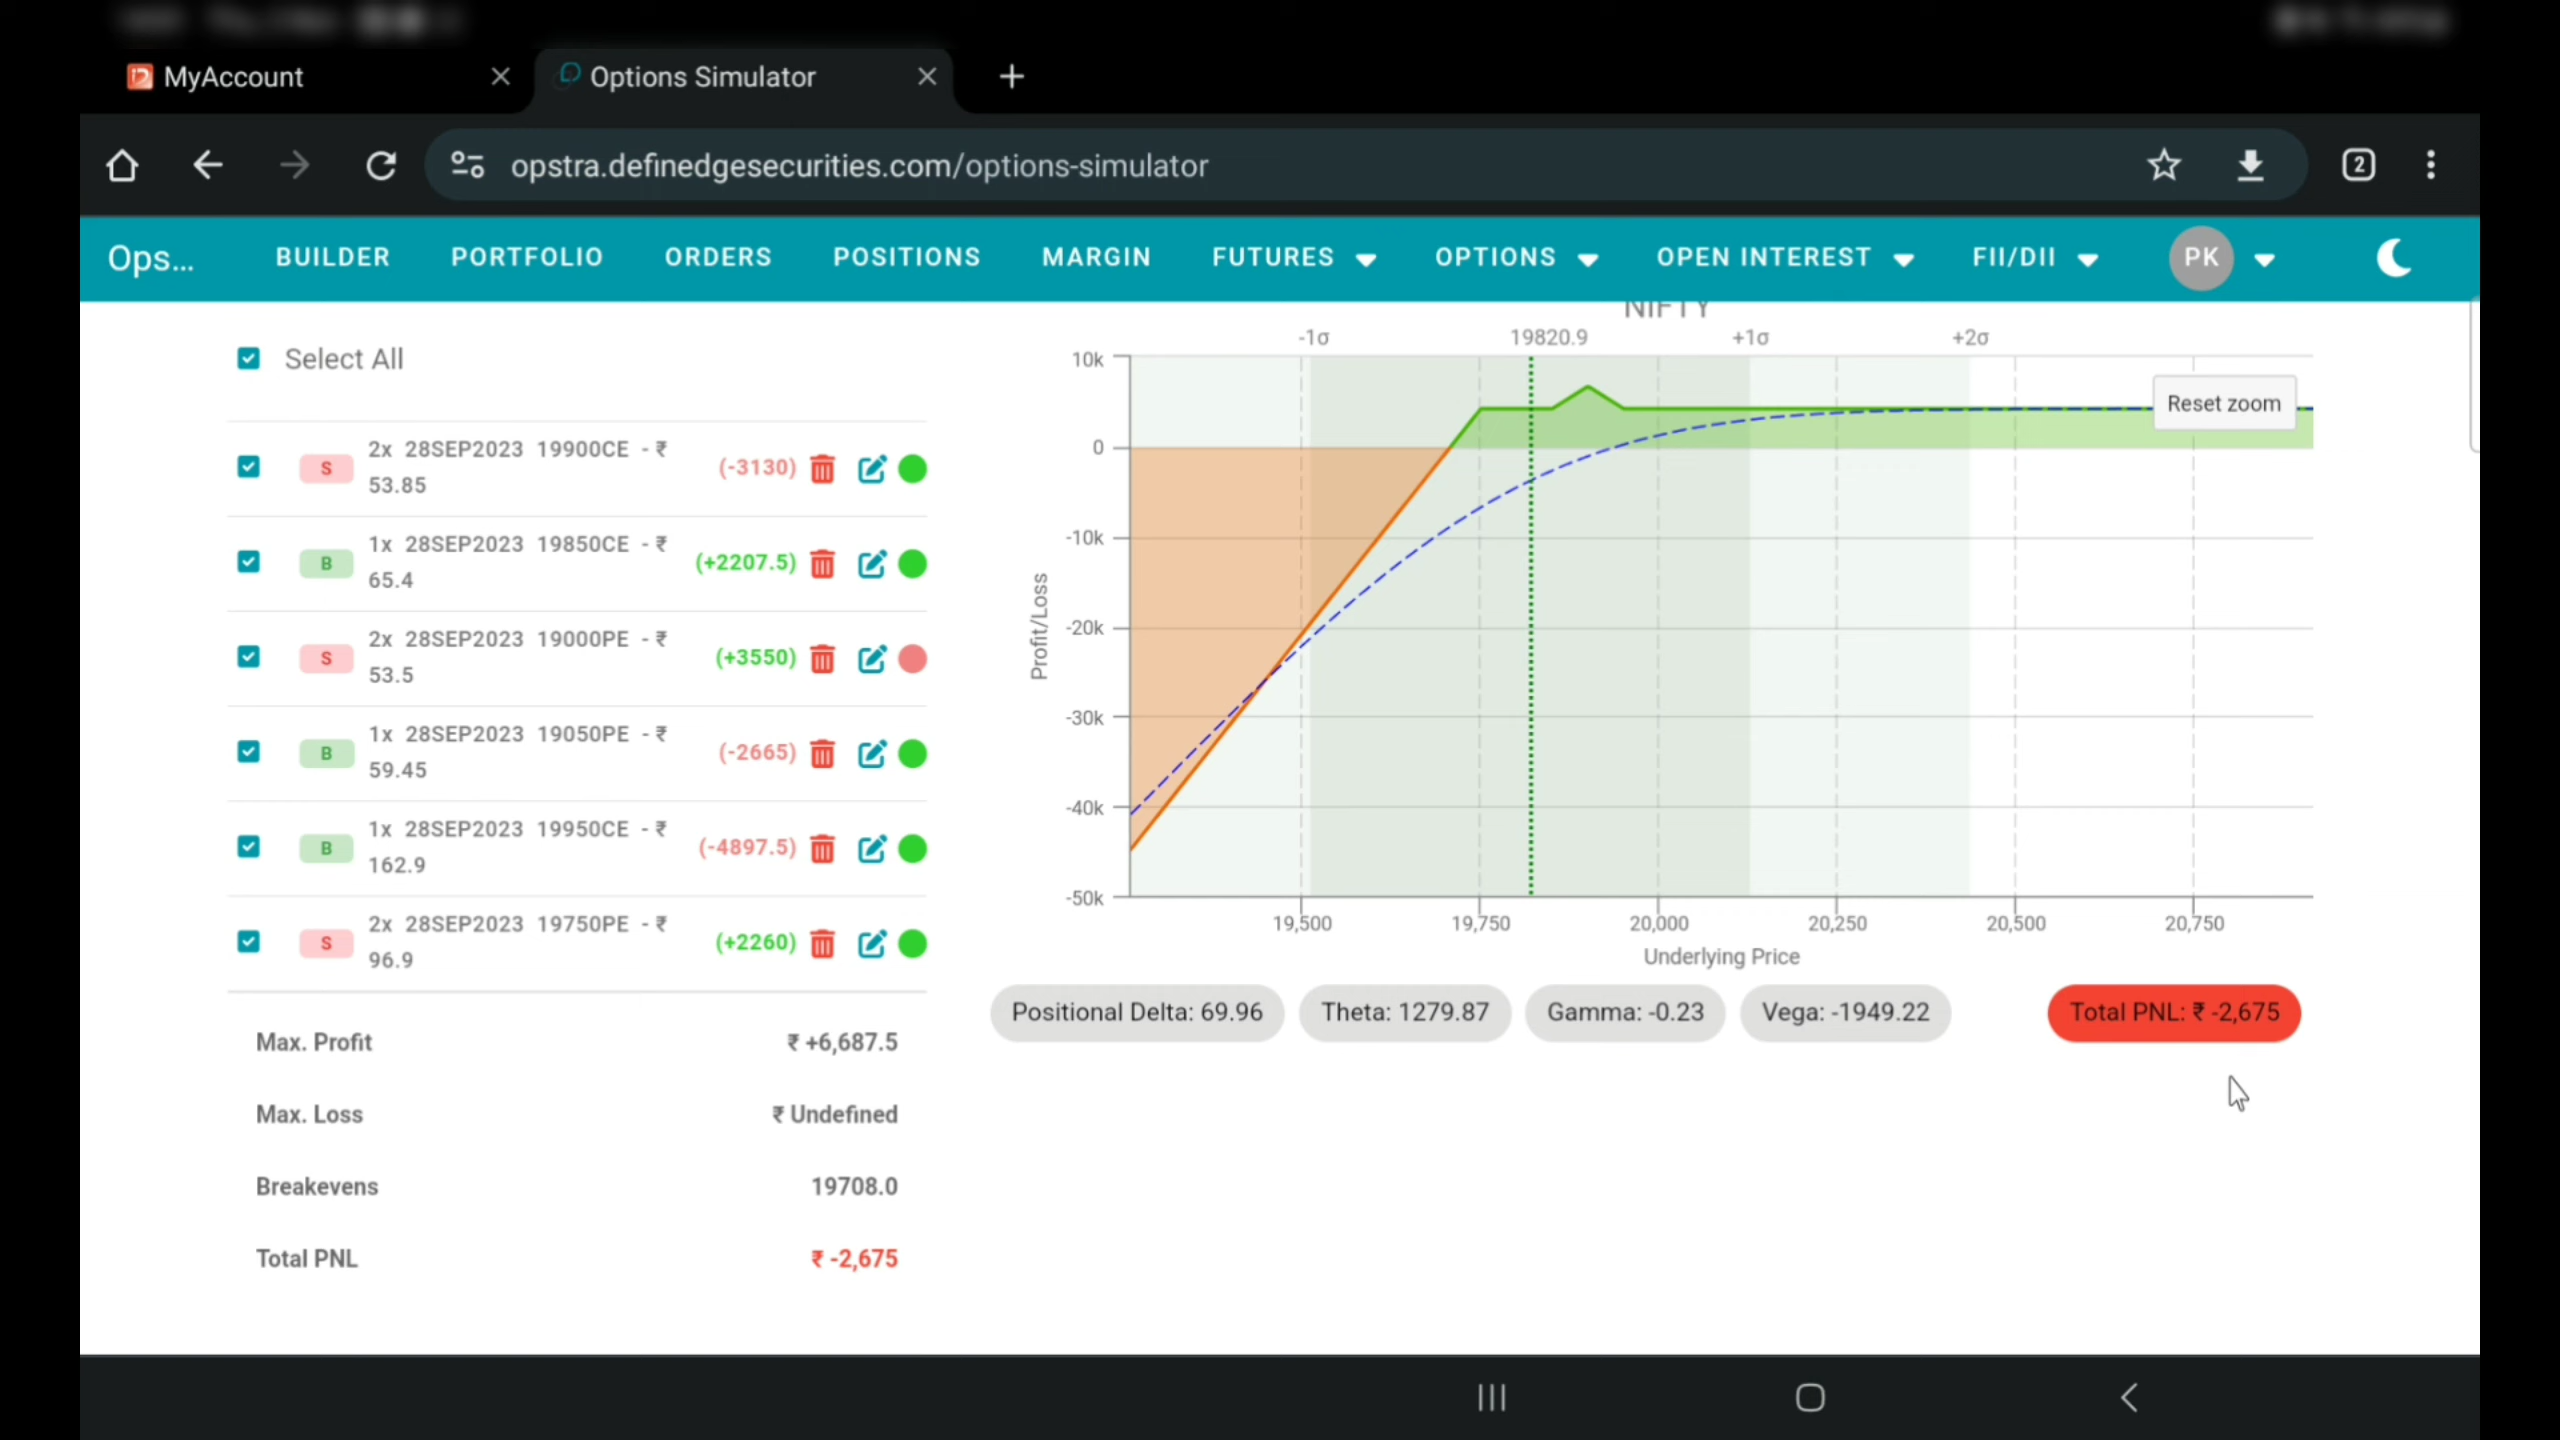 MyAccount
Options Simulator
opstra.definedgesecurities.com/options-simulator
2
Ops...
BUILDER
PORTFOLIO
ORDERS
POSITIONS
MARGIN
FUTURES
OPTIONS
OPEN INTEREST
FII/DII
PK
Select All
S 2x 28SEP2023 19900CE - ₹ 53.85 (-3130)
B 1x 28SEP2023 19850CE - ₹ 65.4 (+2207.5)
S 2x 28SEP2023 19000PE - ₹ 53.5 (+3550)
B 1x 28SEP2023 19050PE - ₹ 59.45 (-2665)
B 1x 28SEP2023 19950CE - ₹ 162.9 (-4897.5)
S 2x 28SEP2023 19750PE - ₹ 96.9 (+2260)
Max. Profit ₹ +6,687.5
Max. Loss ₹ Undefined
Breakevens 19708.0
Total PNL ₹ -2,675
NIFTY
-1σ 19820.9 +1σ +2σ
Reset zoom
10k
0
-10k
-20k
-30k
-40k
-50k
Profit/Loss
19,500 19,750 20,000 20,250 20,500 20,750
Underlying Price
Positional Delta: 69.96
Theta: 1279.87
Gamma: -0.23
Vega: -1949.22
Total PNL: ₹ -2,675